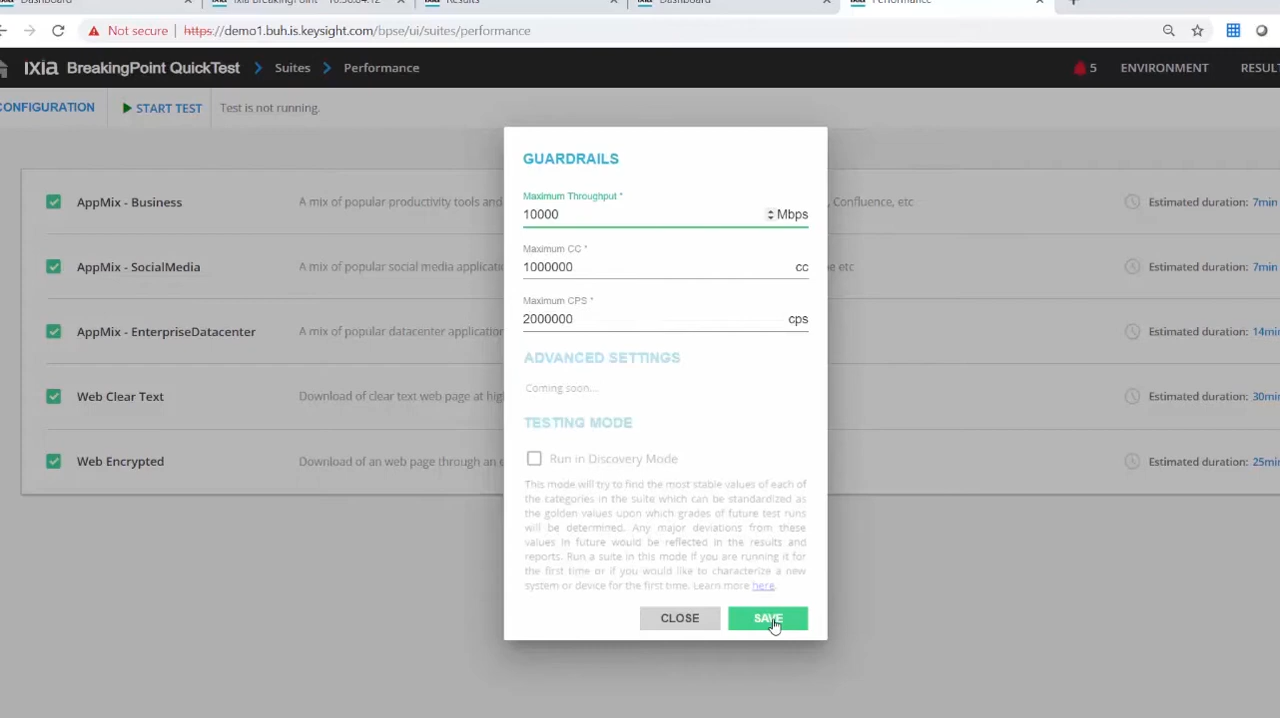 Dashboard
Results
Dashboard
Performance
Not secure https://demo1.buh.is.keysight.com/bpse/ui/suites/performance
IXIA BreakingPoint QuickTest > Suites > Performance 5 ENVIRONMENT RESULT
CONFIGURATION START TEST Test is not running.
GUARDRAILS
Maximum Throughput *
10000 Mbps
Maximum CC *
1000000 cc
Maximum CPS *
2000000 cps
ADVANCED SETTINGS
Coming soon...
TESTING MODE
Run in Discovery Mode
This mode will try to find the most stable values of each of
the categories in the suite which can be standardized as
the golden values upon which grades of future test runs
will be determined. Any major deviations from these
values in future would be reflected in the results and
reports. Run a suite in this mode if you are running it for
the first time or if you would like to characterize a new
system or device for the first time. Learn more here.
CLOSE SAVE
AppMix - Business A mix of popular productivity tools and , Confluence, etc Estimated duration: 7min
AppMix - SocialMedia A mix of popular social media applicatio e etc Estimated duration: 7min
AppMix - EnterpriseDatacenter A mix of popular datacenter application Estimated duration: 14min
Web Clear Text Download of clear text web page at hig Estimated duration: 30min
Web Encrypted Download of an web page through an e Estimated duration: 25min